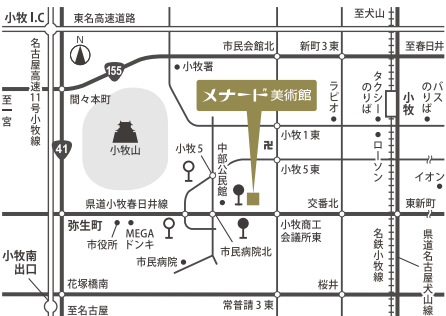 小牧I.C
東名高速道路
至犬山
N
市民会館北
新町3東
至春日井
名古屋高速11号小牧線
155
小牧署
メナード美術館
ラピオ
タクシーのりば
小牧
バスのりば
至一宮
間々本町
小牧1東
卍
小牧山
41
小牧5
中部公民館
小牧5東
ローソン
イオン
県道小牧春日井線
交番北
東新町
弥生町
市役所
MEGAドンキ
小牧商工会議所東
市民病院北
小牧南出口
市民病院
名鉄小牧線
県道名古屋犬山線
花塚橋南
桜井
至名古屋
常普請3東